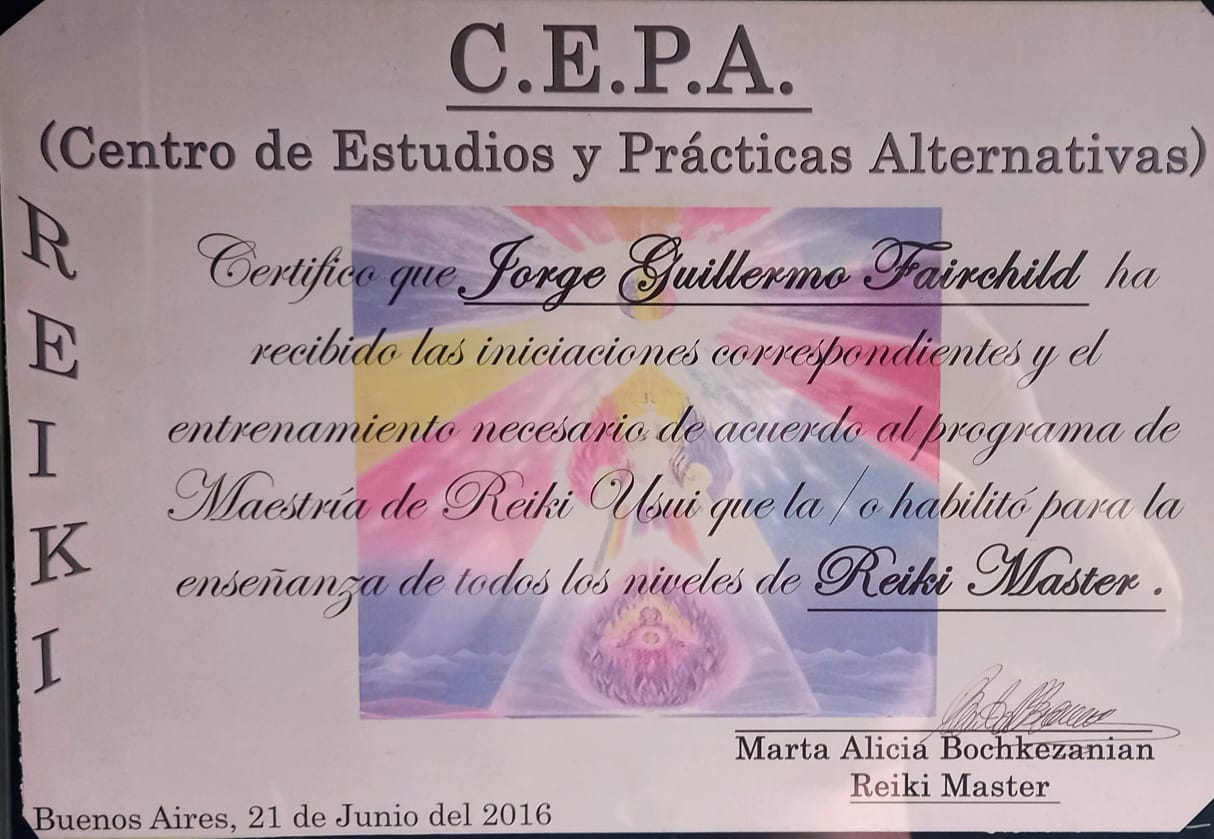 C.E.P.A.
(Centro de Estudios y Prácticas Alternativas)
REIKI
Certifico que Jorge Guillermo Fairchild ha
recibido las iniciaciones correspondientes y el
entrenamiento necesario de acuerdo al programa de
Maestría de Reiki Usui que la / o habilitó para la
enseñanza de todos los niveles de Reiki Master .
Marta Alicia Bochkezanian
Reiki Master
Buenos Aires, 21 de Junio del 2016